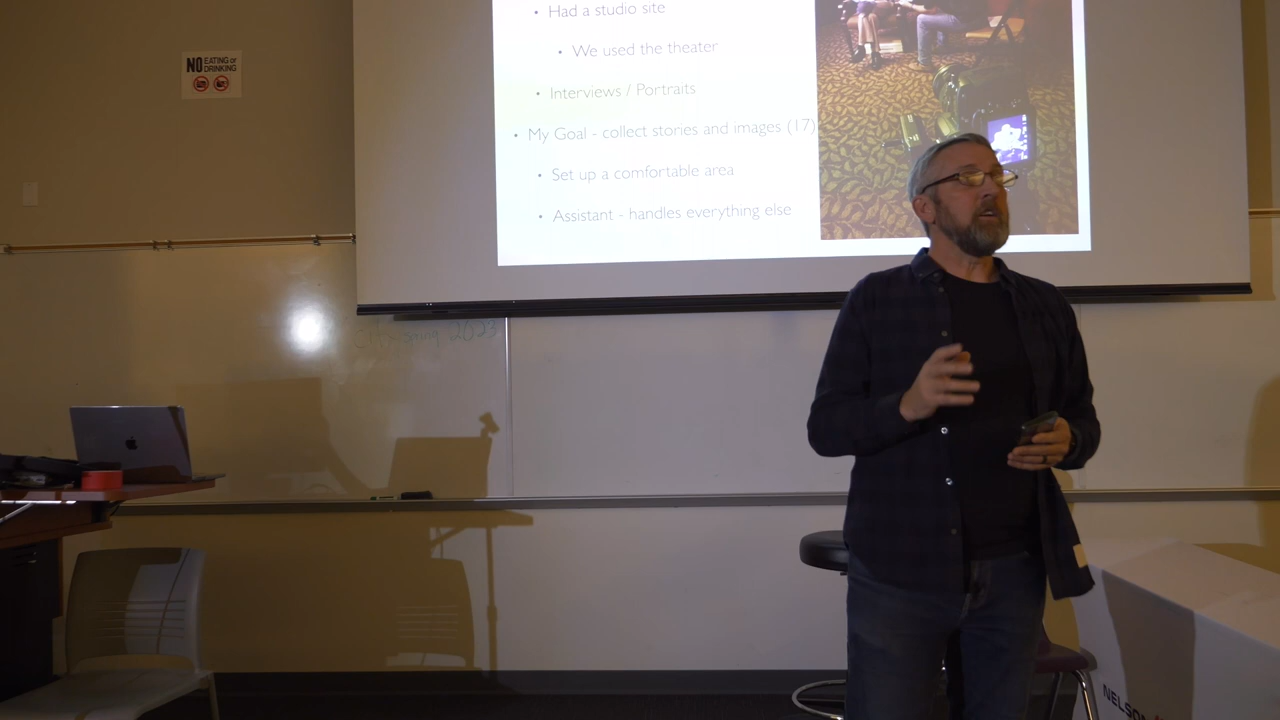 • Had a studio site
• We used the theater
• Interviews / Portraits
• My Goal - collect stories and images (17)
• Set up a comfortable area
• Assistant - handles everything else
NO EATING or
DRINKING
2023